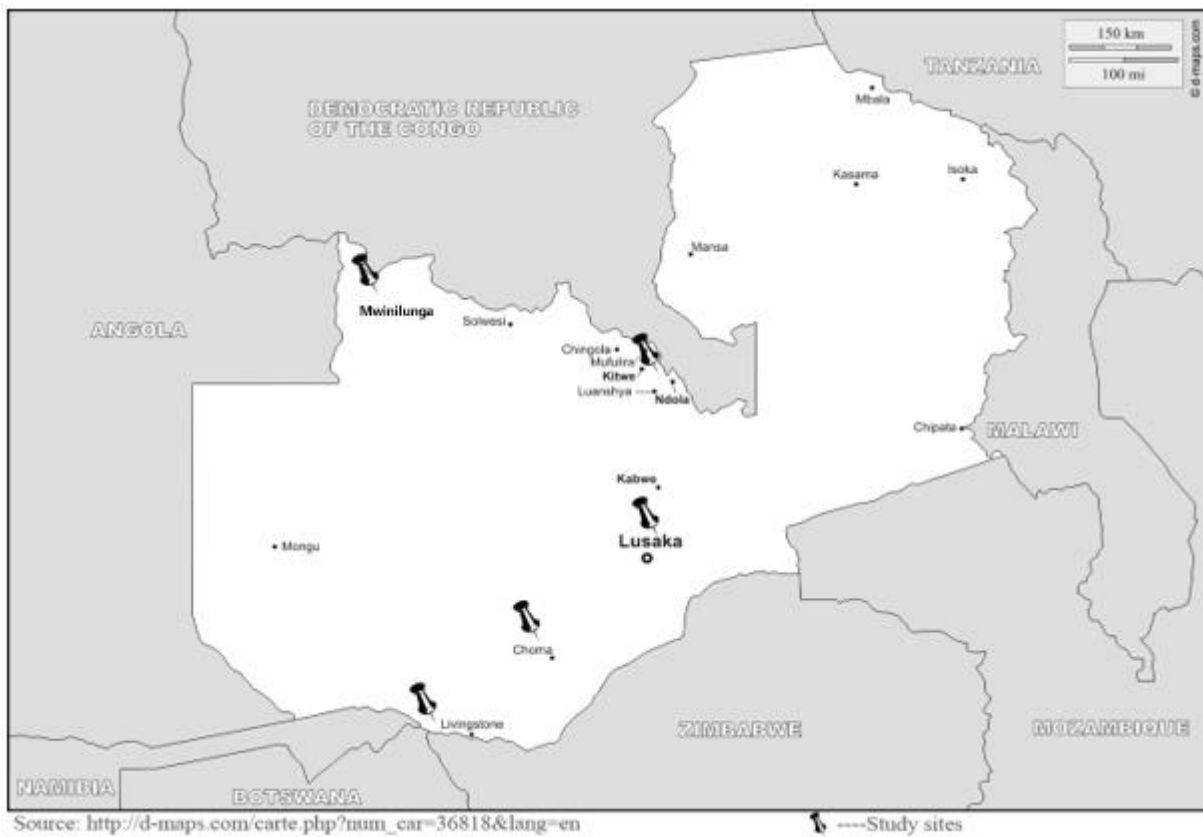 150 km
100 mi
© d-maps.com
TANZANIA
DEMOCRATIC REPUBLIC
OF THE CONGO
Mbala
Kasama
Isoka
Mansa
Mwinilunga
ANGOLA
Solwesi
Chingola
Mufulira
Kitwe
Luanshya
Ndola
Chipata
MALAWI
Kabwe
Lusaka
Mongu
Choma
Livingstone
ZIMBABWE
MOZAMBIQUE
NAMIBIA
BOTSWANA
Source: http://d-maps.com/carte.php?num_car=36818&lang=en
----Study sites